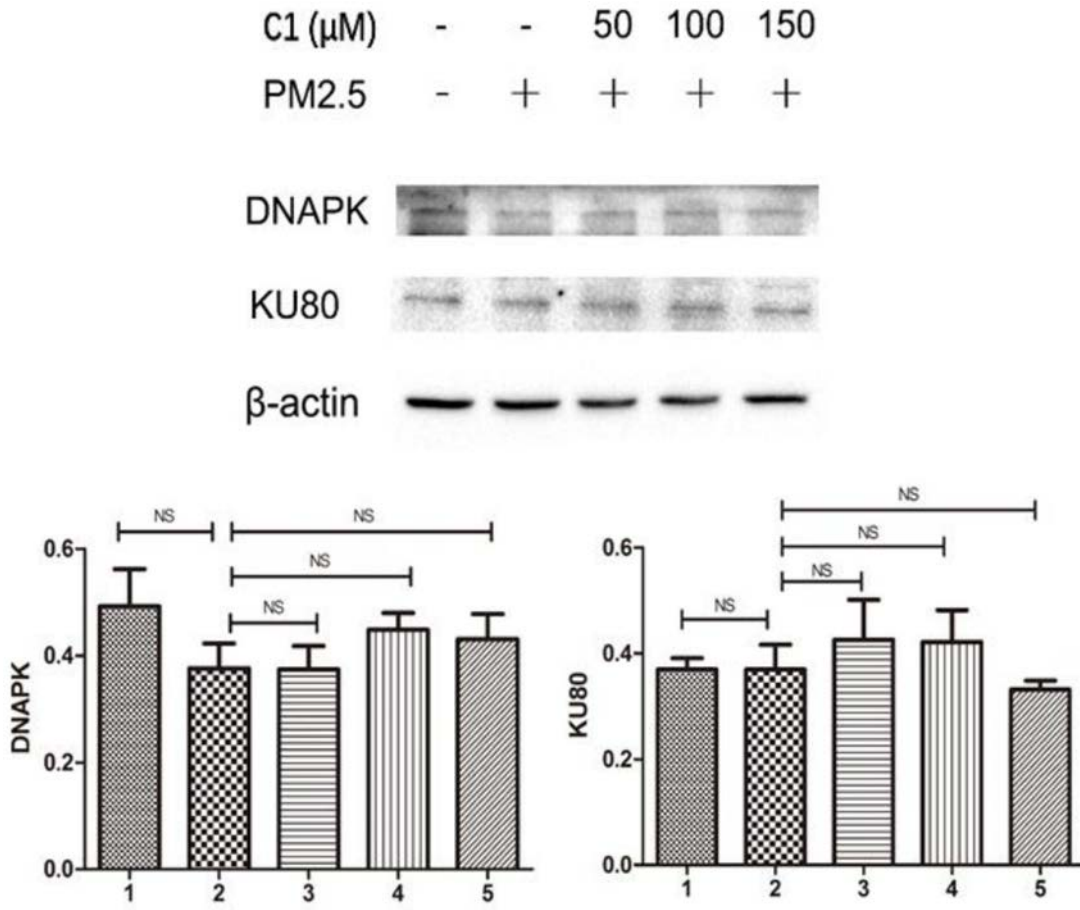 C1 (μM) - - 50 100 150
PM2.5 - + + + +
DNAPK
KU80
β-actin
NS NS
NS
NS
0.6
0.4
0.2
0.0
DNAPK
1 2 3 4 5
NS
NS
NS
NS
0.6
0.4
0.2
0.0
KU80
1 2 3 4 5